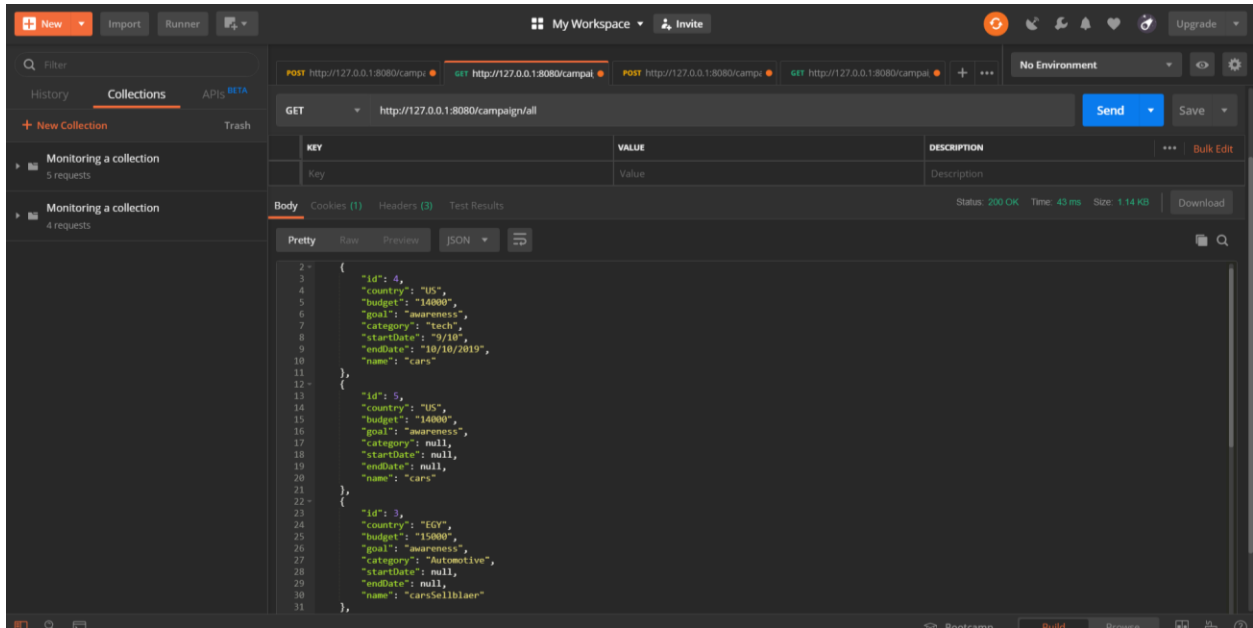 New Import Runner My Workspace Invite Upgrade
Filter
History Collections APIs BETA
+ New Collection Trash
Monitoring a collection
5 requests
Monitoring a collection
4 requests
POST http://127.0.0.1:8080/campa GET http://127.0.0.1:8080/campai POST http://127.0.0.1:8080/campa GET http://127.0.0.1:8080/campai + ••• No Environment
GET http://127.0.0.1:8080/campaign/all Send Save
KEY VALUE DESCRIPTION ••• Bulk Edit
Key Value Description
Body Cookies (1) Headers (3) Test Results Status: 200 OK Time: 43 ms Size: 1.14 KB Download
Pretty Raw Preview JSON
2 {
3 "id": 4,
4 "country": "US",
5 "budget": "14000",
6 "goal": "awareness",
7 "category": "tech",
8 "startDate": "9/10",
9 "endDate": "10/10/2019",
10 "name": "cars"
11 },
12 {
13 "id": 5,
14 "country": "US",
15 "budget": "14000",
16 "goal": "awareness",
17 "category": null,
18 "startDate": null,
19 "endDate": null,
20 "name": "cars"
21 },
22 {
23 "id": 3,
24 "country": "EGY",
25 "budget": "15000",
26 "goal": "awareness",
27 "category": "Automotive",
28 "startDate": null,
29 "endDate": null,
30 "name": "carsSellblaer"
31 },
Bootcamp Build Browse